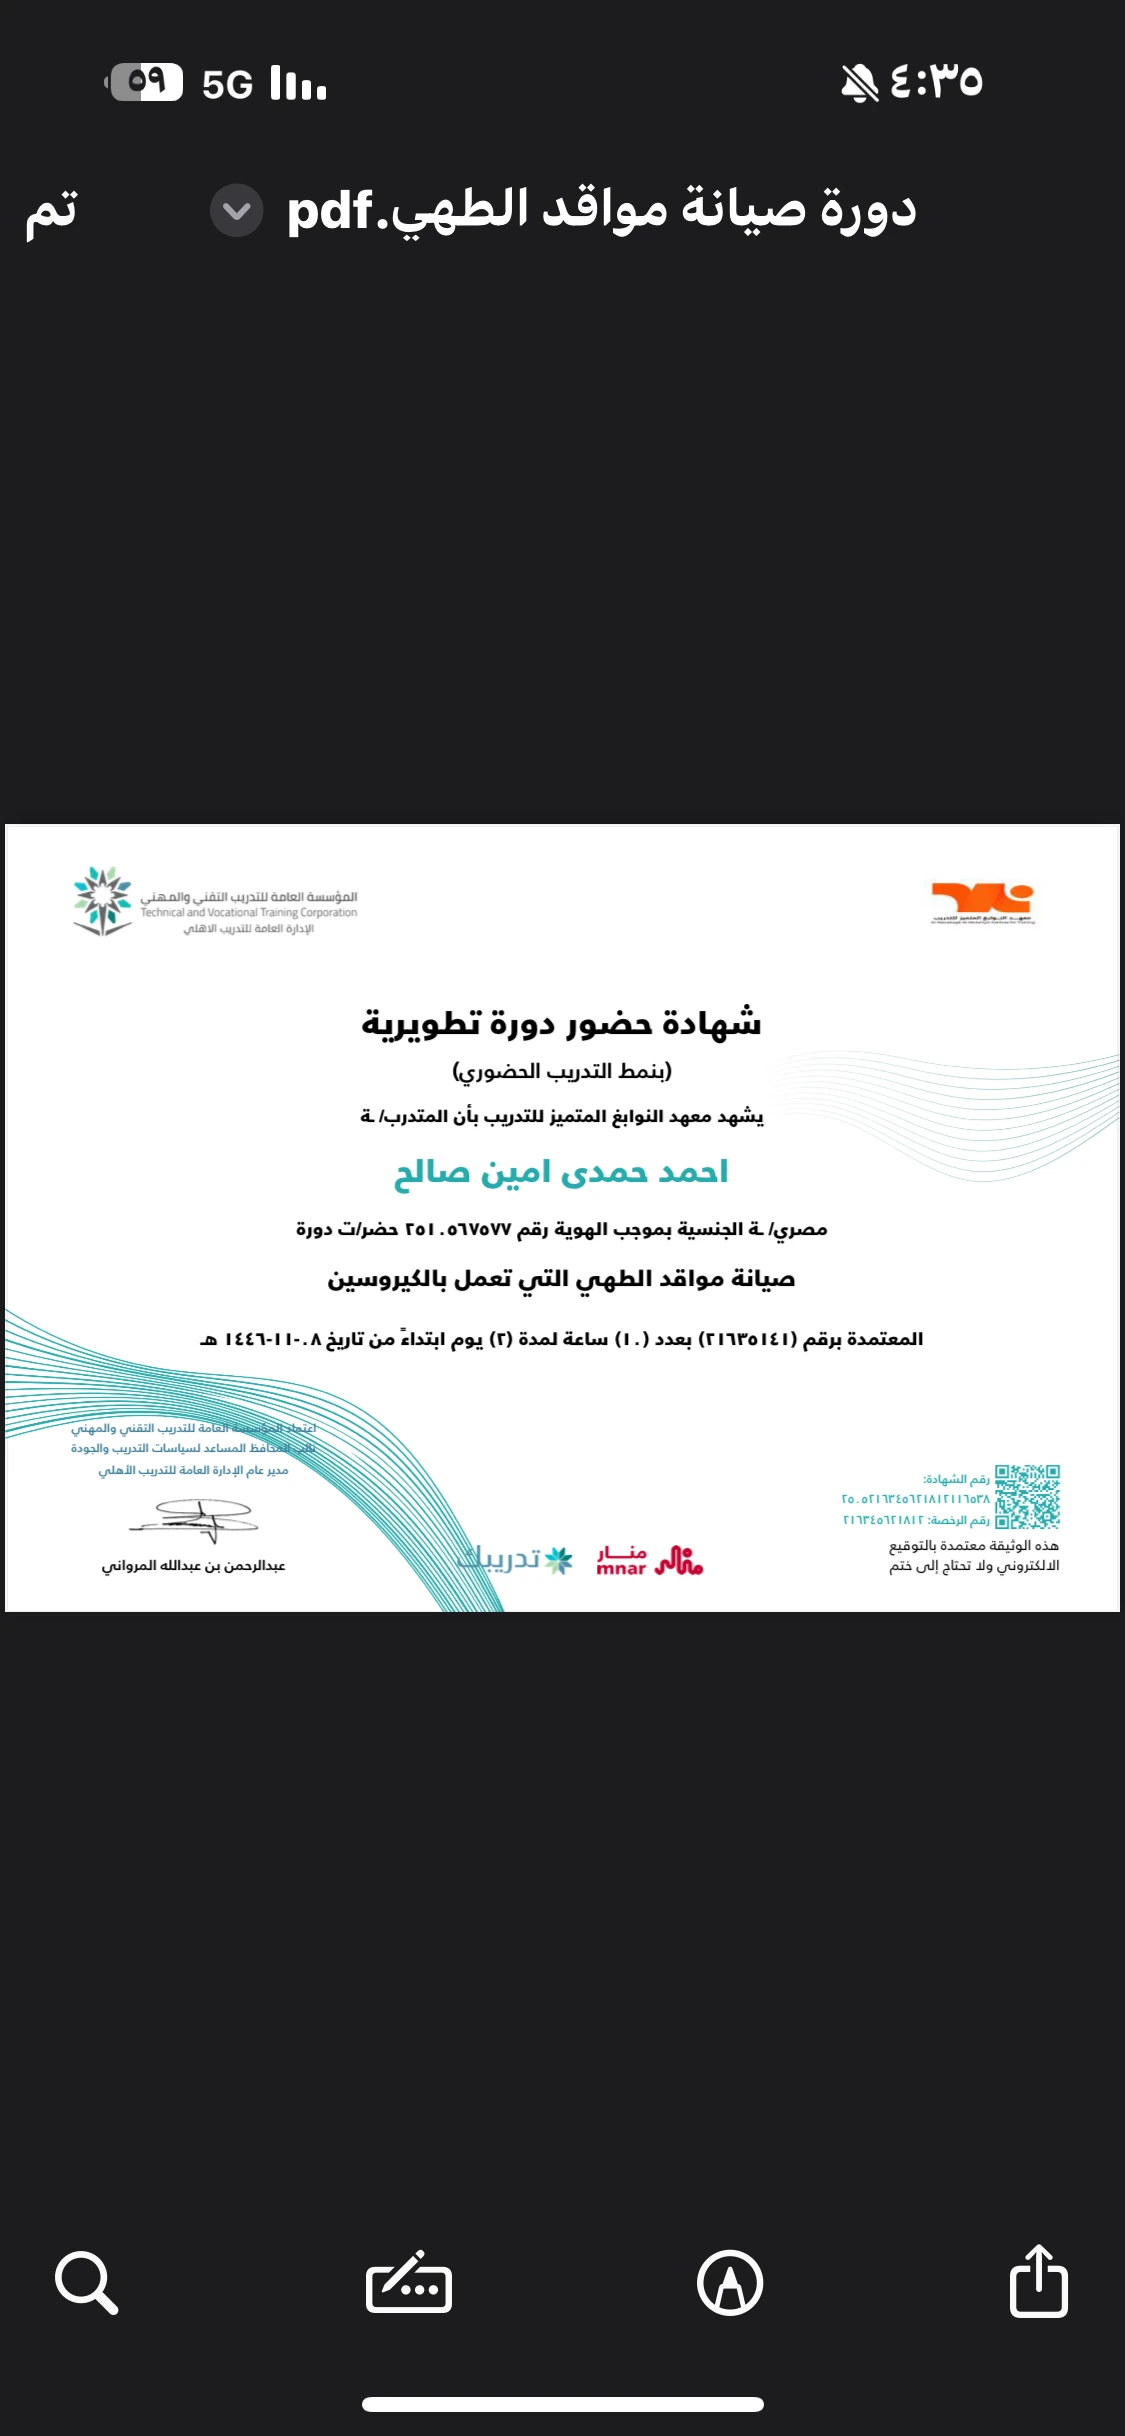 ٤:٣٥
5G ٥٩
دورة صيانة مواقد الطهي.pdf
تم
المؤسسة العامة للتدريب التقني والمهني
Technical and Vocational Training Corporation
الإدارة العامة للتدريب الاهلي
معهد النوابغ المتميز للتدريب
شهادة حضور دورة تطويرية
(بنمط التدريب الحضوري)
يشهد معهد النوابغ المتميز للتدريب بأن المتدرب/ ـة
احمد حمدى امين صالح
مصري/ ـة الجنسية بموجب الهوية رقم ٢٥١٠٥٦٧٥٧٧ حضر/ت دورة
صيانة مواقد الطهي التي تعمل بالكيروسين
المعتمدة برقم (٢١٦٣٥١٤١) بعدد (١٠) ساعة لمدة (٢) يوم ابتداءً من تاريخ ٠٨-١١-١٤٤٦ هـ
اعتماد المؤسسة العامة للتدريب التقني والمهني
نائب المحافظ المساعد لسياسات التدريب والجودة
مدير عام الإدارة العامة للتدريب الأهلي
عبدالرحمن بن عبدالله المرواني
رقم الشهادة:
٢٥٠٥٢١٦٣٤٥٦٢١٨١٢١١٦٥٣٨
رقم الرخصة: ٢١٦٣٤٥٦٢١٨١٢
هذه الوثيقة معتمدة بالتوقيع
الالكتروني ولا تحتاج إلى ختم
منار
mnar
تدريبك